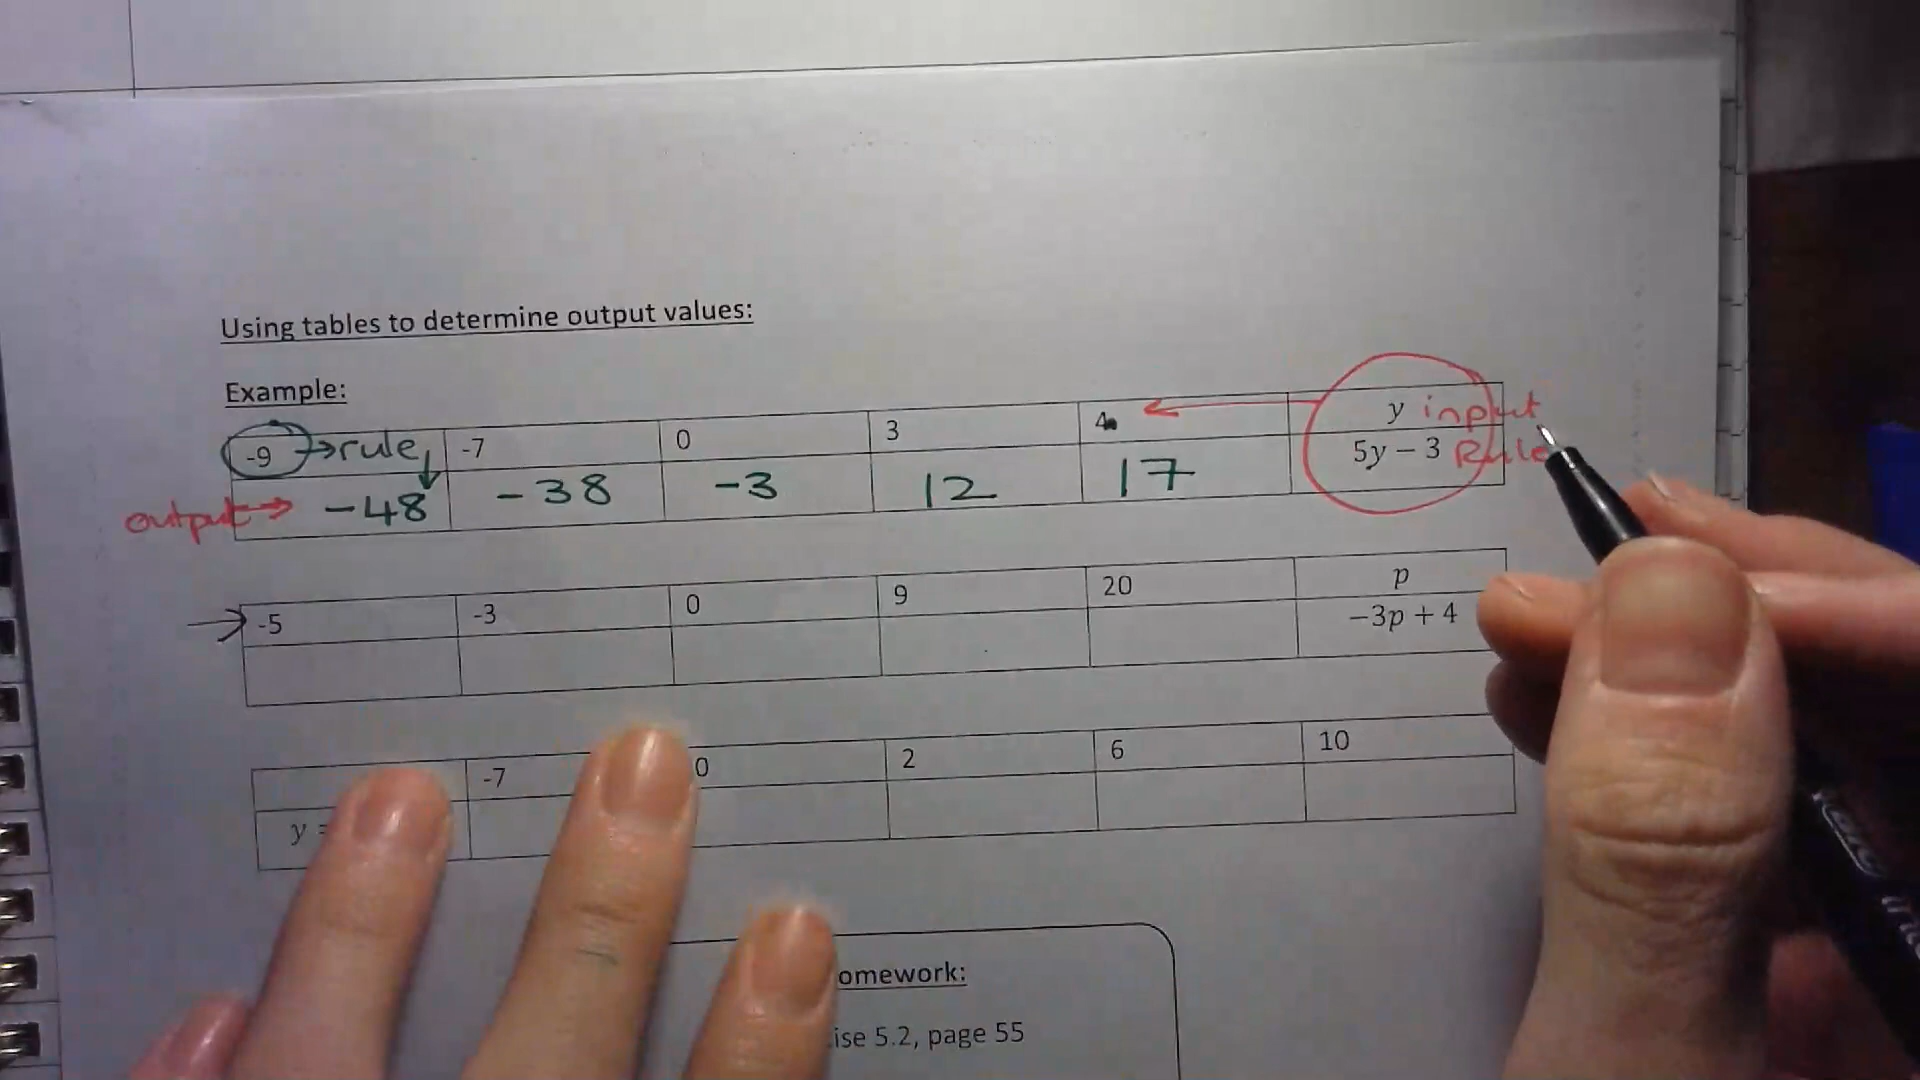 Using tables to determine output values:
Example:
-9 → rule -7 0 3 4 y input
output → -48 -38 -3 12 17 5y − 3 Rule
-5 -3 0 9 20 p
−3p + 4
-7 0 2 6 10
y
omework:
ise 5.2, page 55